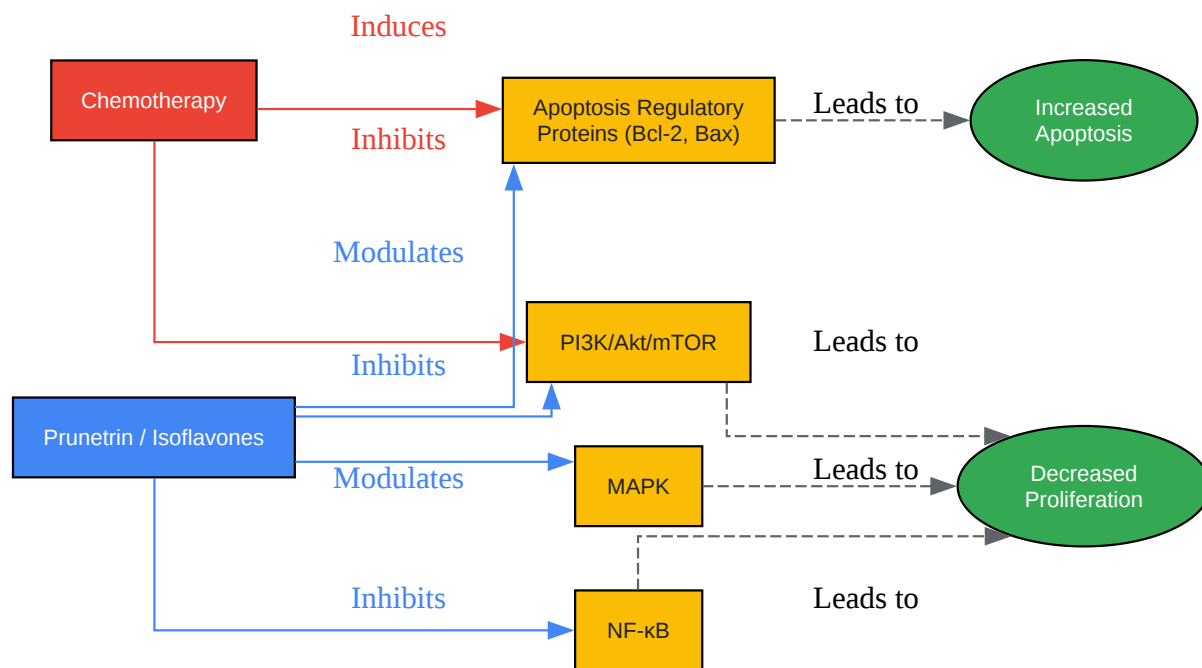 Induces
Chemotherapy
Apoptosis Regulatory
Proteins (Bcl-2, Bax)
Leads to
Increased
Apoptosis
Inhibits
Modulates
PI3K/Akt/mTOR
Leads to
Inhibits
Prunetrin / Isoflavones
Modulates
MAPK
Leads to
Decreased
Proliferation
Inhibits
NF-κB
Leads to